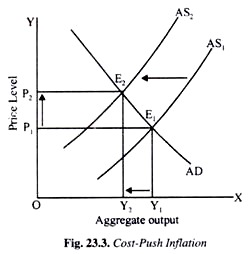 Y
AS2
AS1
E2
P2
E1
P1
Price Level
AD
O
Y2
Y1
X
Aggregate output
Fig. 23.3. Cost-Push Inflation